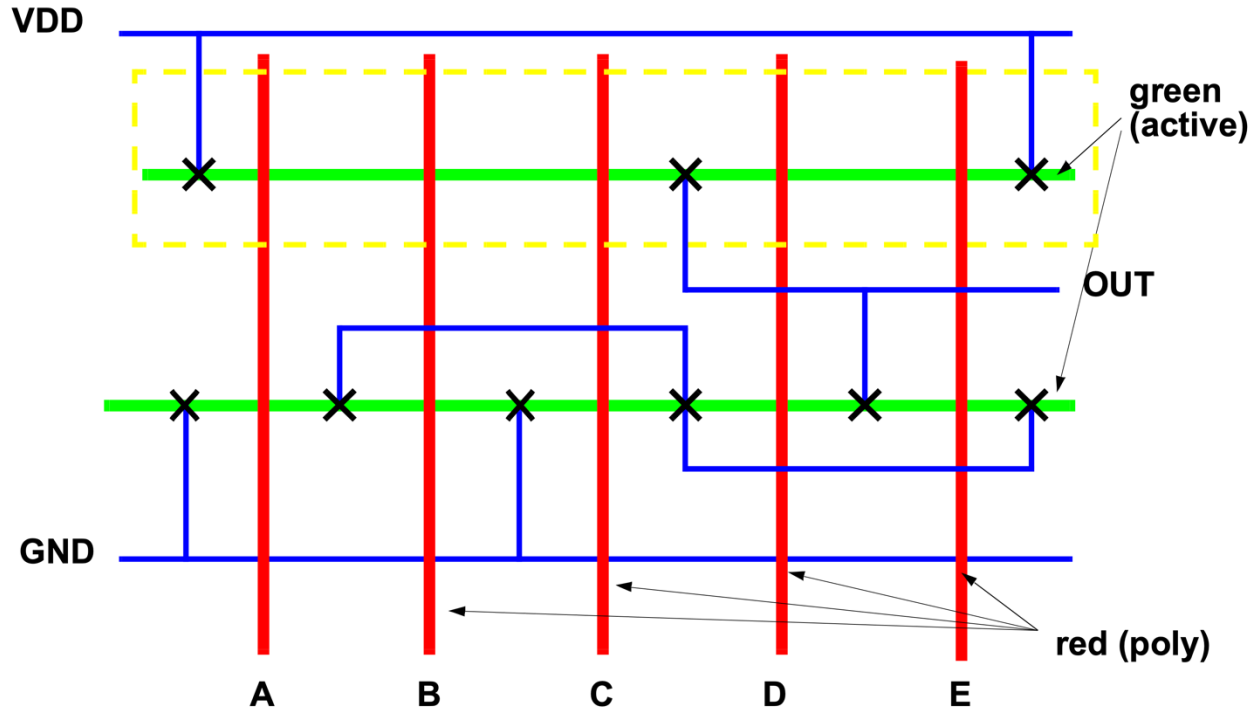 VDD
green
(active)
OUT
GND
red (poly)
A B C D E